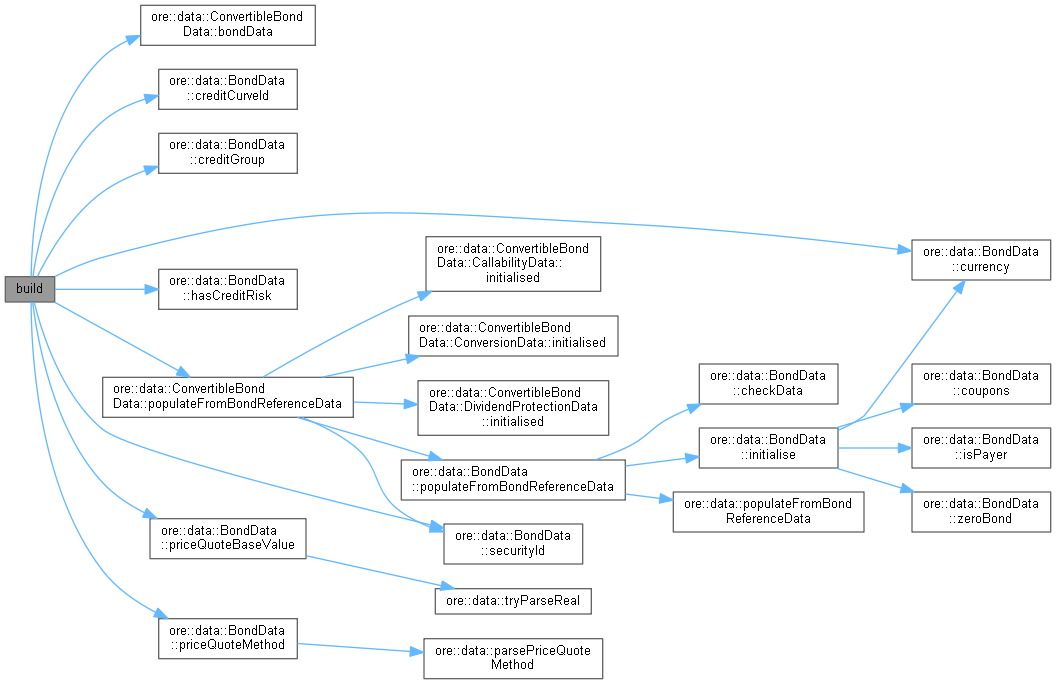 ore::data::ConvertibleBond
Data::bondData
ore::data::BondData
::creditCurveId
ore::data::BondData
::creditGroup
build
ore::data::BondData
::hasCreditRisk
ore::data::ConvertibleBond
Data::populateFromBondReferenceData
ore::data::BondData
::priceQuoteBaseValue
ore::data::BondData
::priceQuoteMethod
ore::data::ConvertibleBond
Data::CallabilityData::
initialised
ore::data::ConvertibleBond
Data::ConversionData::initialised
ore::data::ConvertibleBond
Data::DividendProtectionData
::initialised
ore::data::BondData
::populateFromBondReferenceData
ore::data::BondData
::securityId
ore::data::tryParseReal
ore::data::parsePriceQuote
Method
ore::data::BondData
::checkData
ore::data::BondData
::initialise
ore::data::populateFromBond
ReferenceData
ore::data::BondData
::currency
ore::data::BondData
::coupons
ore::data::BondData
::isPayer
ore::data::BondData
::zeroBond